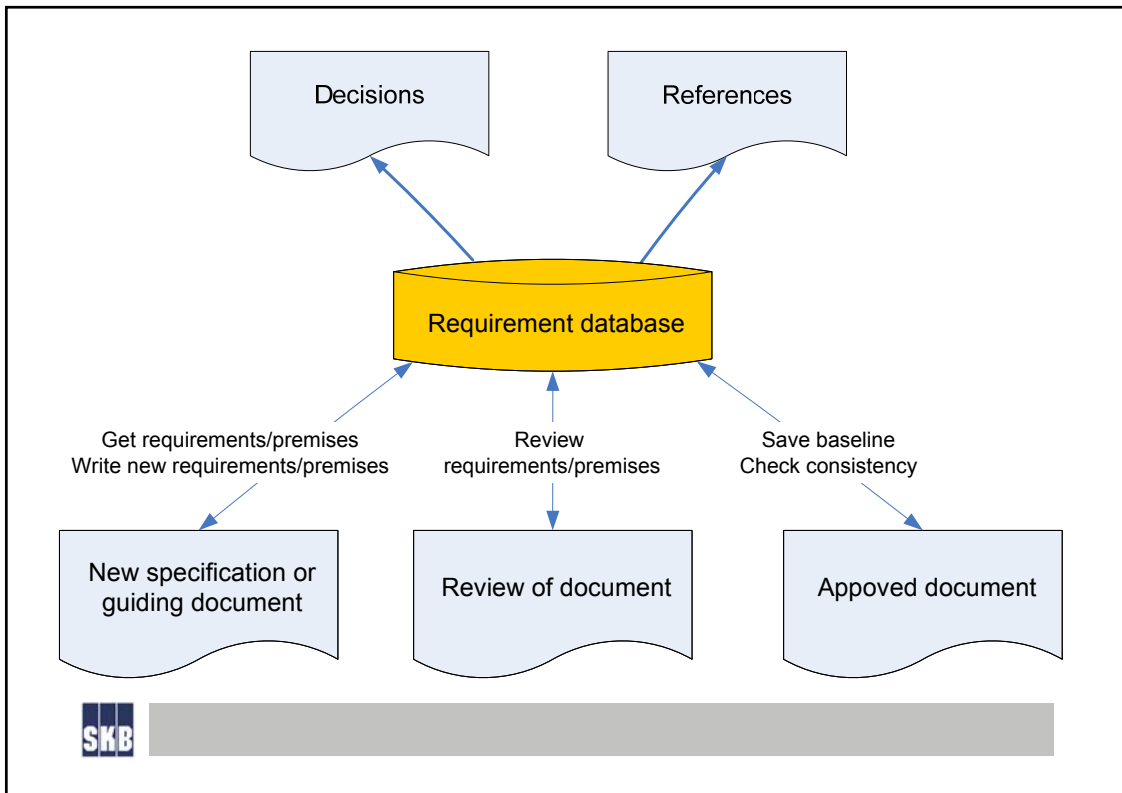 Decisions
References
Requirement database
Get requirements/premises
Write new requirements/premises
Review
requirements/premises
Save baseline
Check consistency
New specification or
guiding document
Review of document
Appoved document
SKB